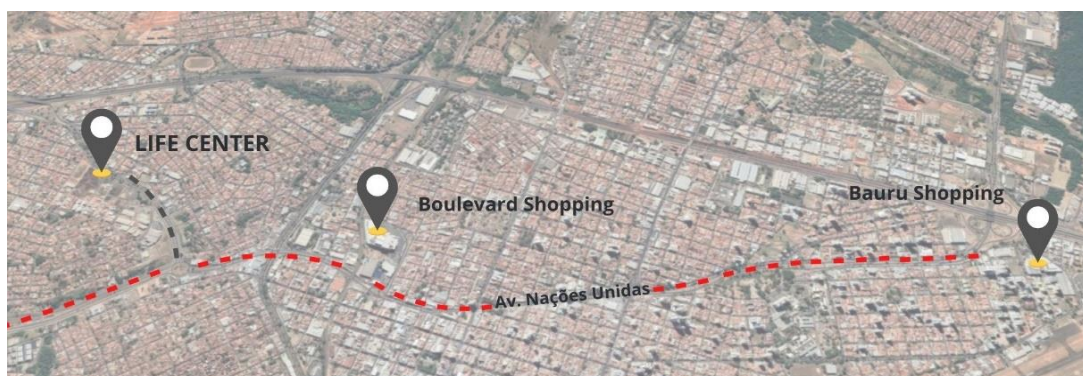 LIFE CENTER
Boulevard Shopping
Bauru Shopping
Av. Nações Unidas